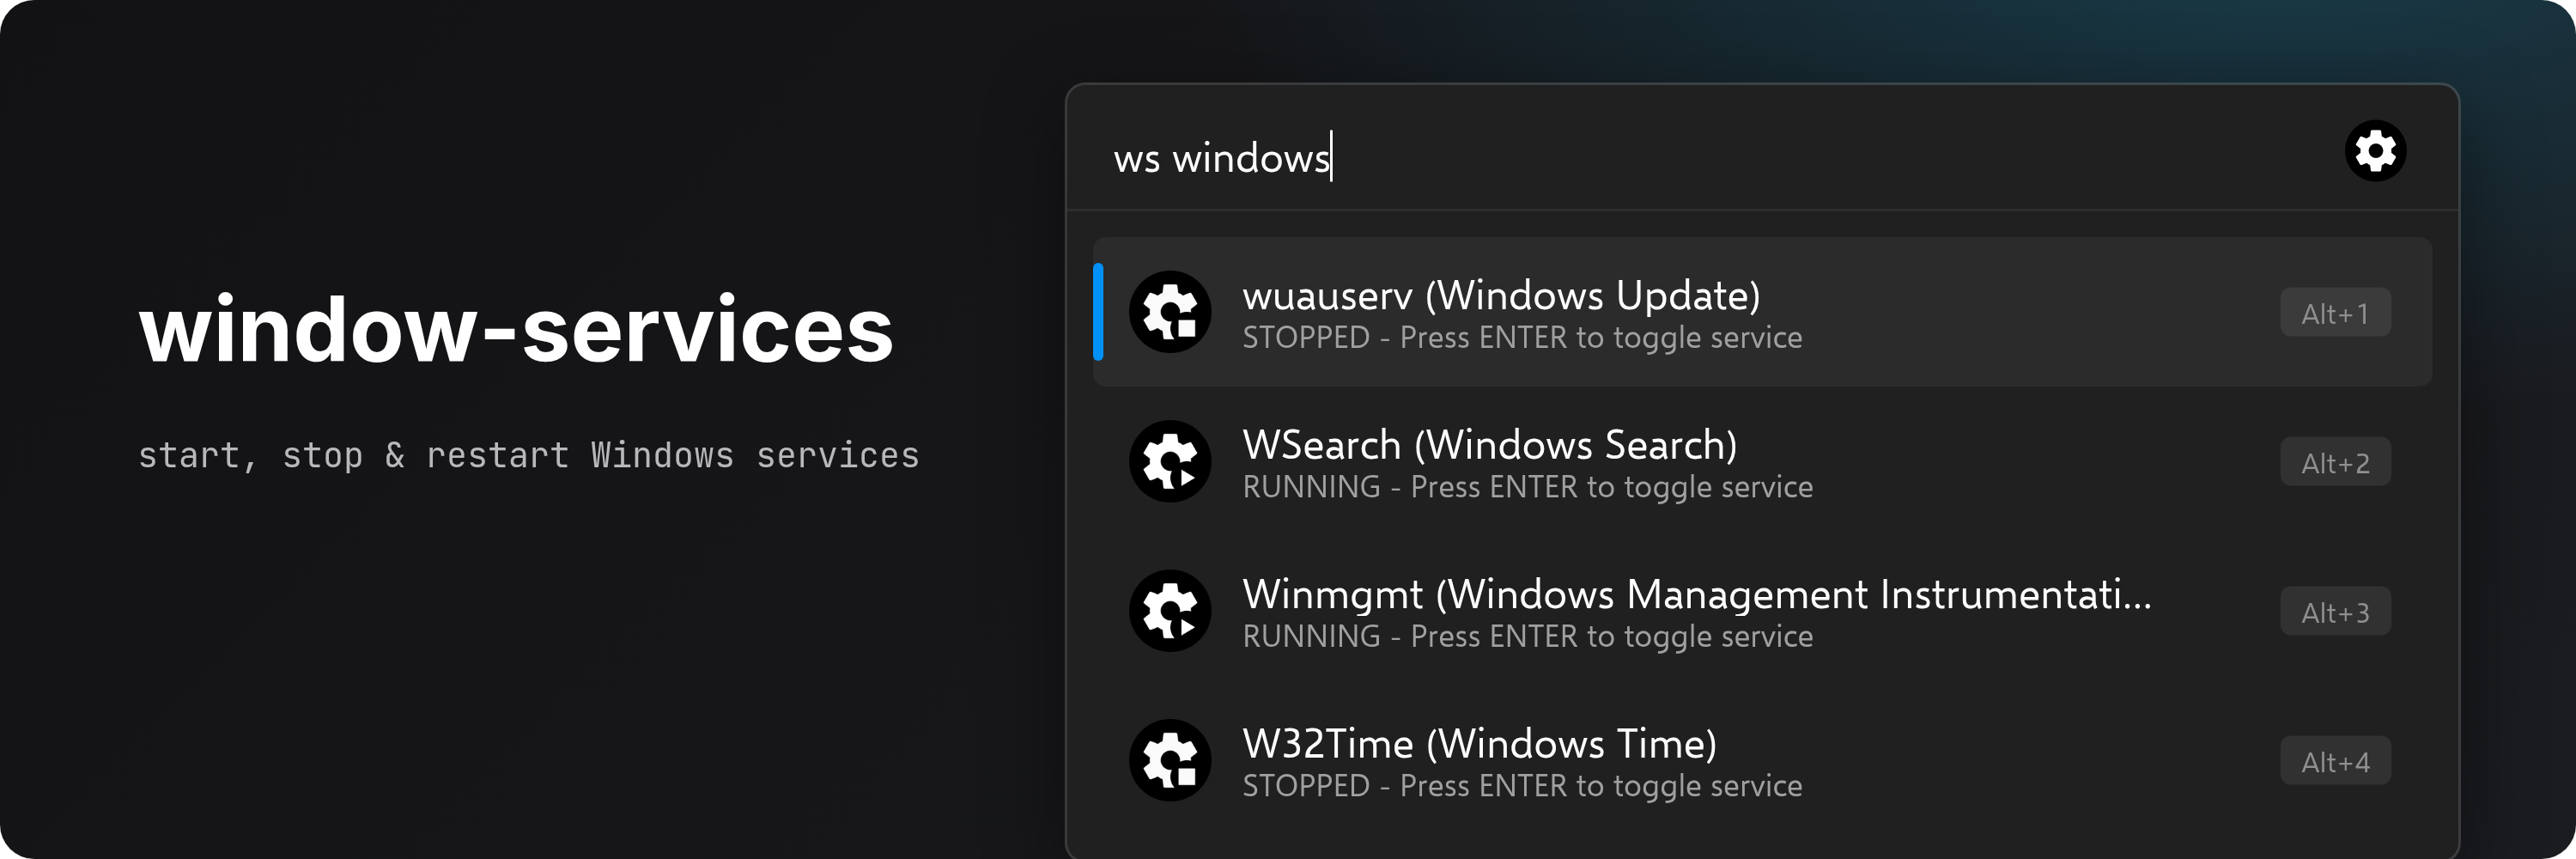 window-services
start, stop & restart Windows services
ws windows
wuauserv (Windows Update)
STOPPED - Press ENTER to toggle service
Alt+1
WSearch (Windows Search)
RUNNING - Press ENTER to toggle service
Alt+2
Winmgmt (Windows Management Instrumentati...
RUNNING - Press ENTER to toggle service
Alt+3
W32Time (Windows Time)
STOPPED - Press ENTER to toggle service
Alt+4